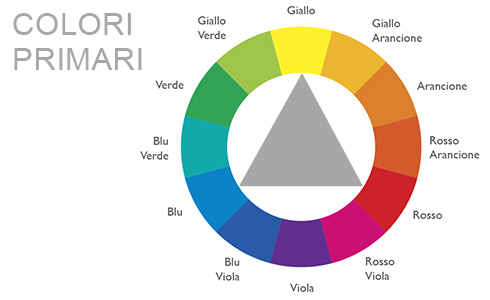 COLORI
PRIMARI
Giallo
Giallo
Arancione
Arancione
Rosso
Arancione
Rosso
Rosso
Viola
Viola
Blu
Viola
Blu
Blu
Verde
Verde
Giallo
Verde